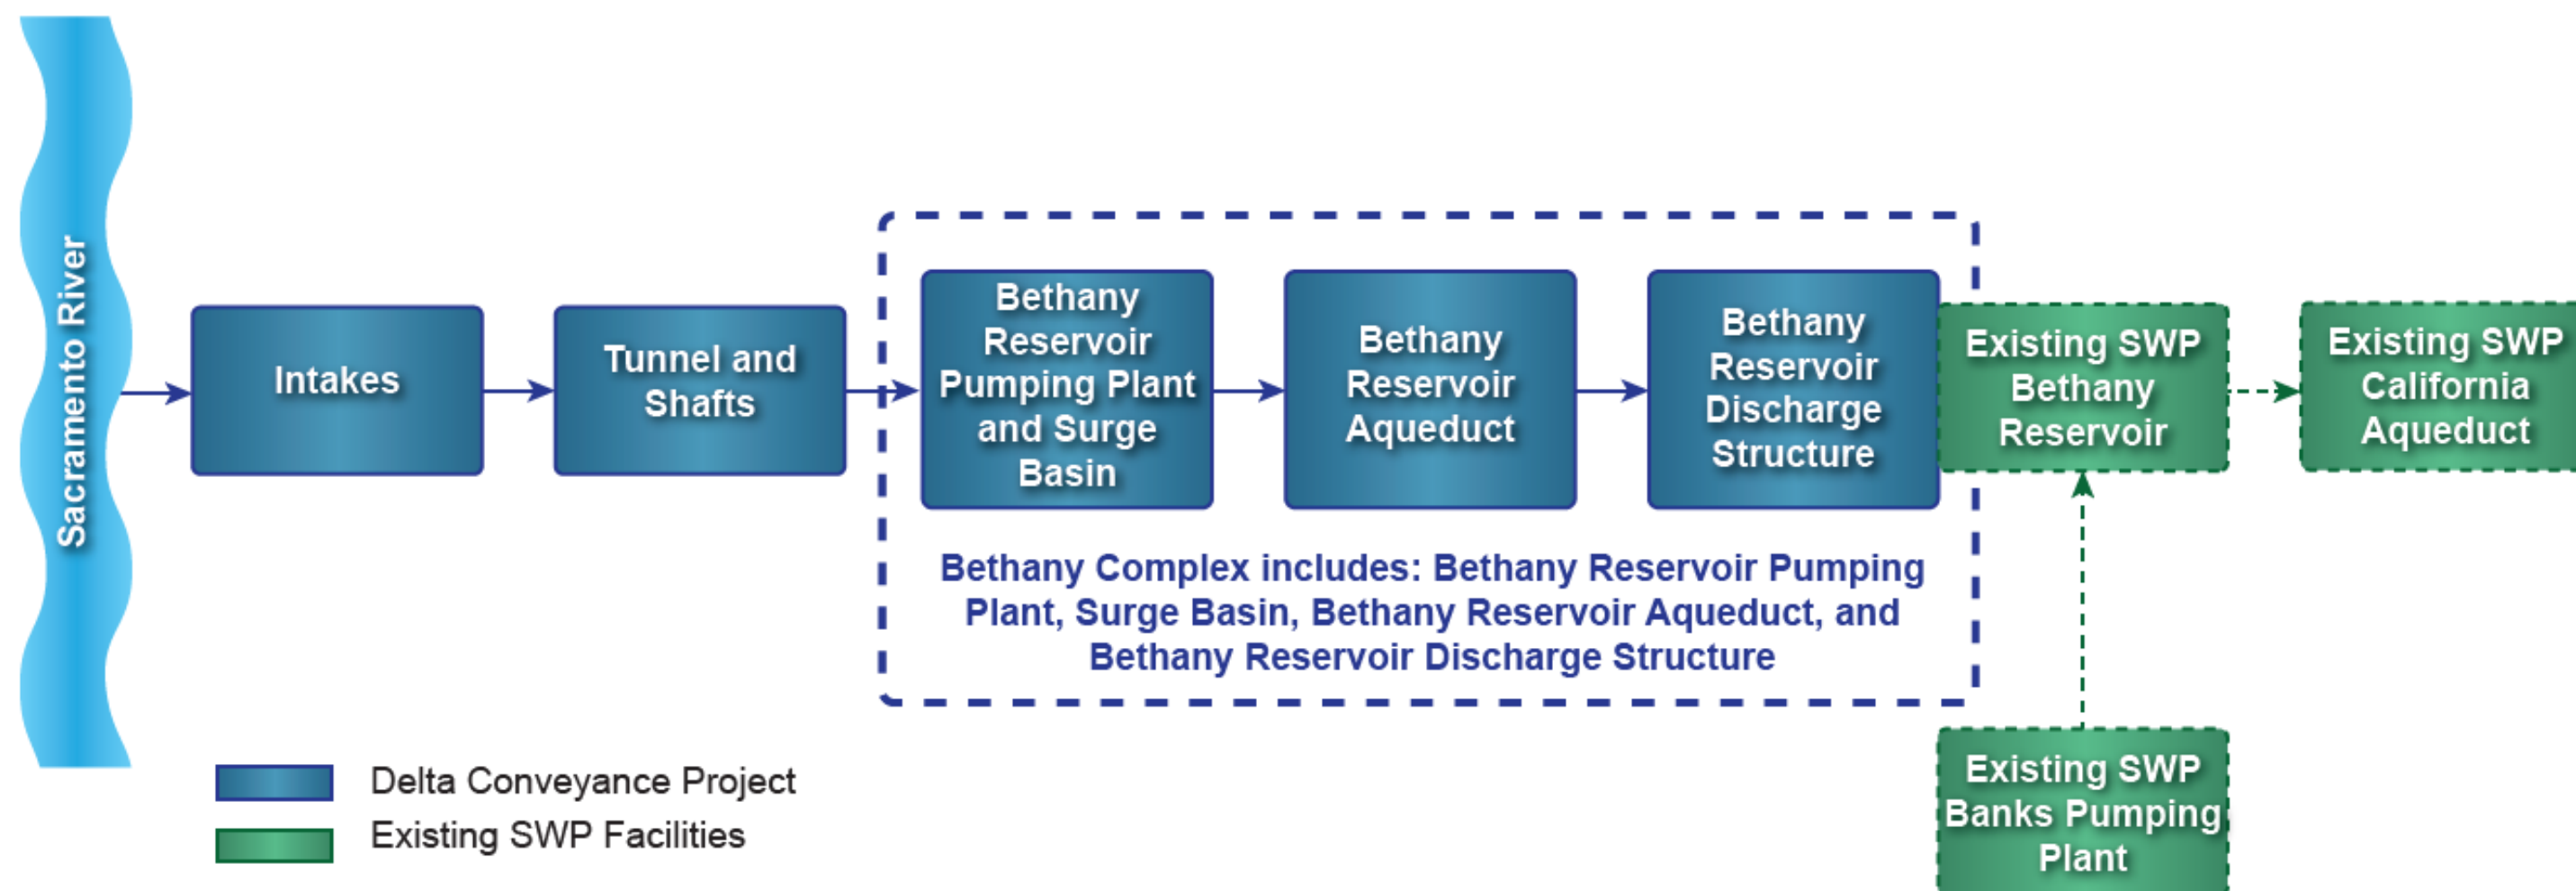 Sacramento River
Intakes
Tunnel and
Shafts
Bethany
Reservoir
Pumping Plant
and Surge
Basin
Bethany
Reservoir
Aqueduct
Bethany
Reservoir
Discharge
Structure
Existing SWP
Bethany
Reservoir
Existing SWP
California
Aqueduct
Bethany Complex includes: Bethany Reservoir Pumping
Plant, Surge Basin, Bethany Reservoir Aqueduct, and
Bethany Reservoir Discharge Structure
Existing SWP
Banks Pumping
Plant
Delta Conveyance Project
Existing SWP Facilities